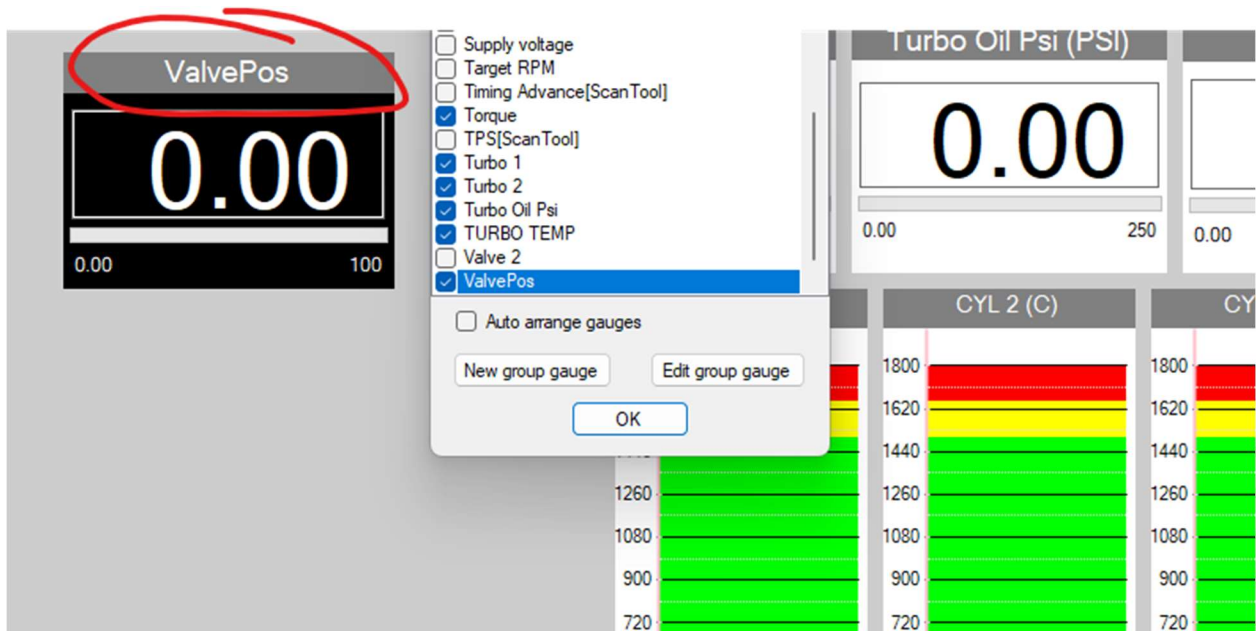 ValvePos
0.00
0.00 100
Supply voltage
Target RPM
Timing Advance[ScanTool]
Torque
TPS[ScanTool]
Turbo 1
Turbo 2
Turbo Oil Psi
TURBO TEMP
Valve 2
ValvePos
Auto arrange gauges
New group gauge Edit group gauge
OK
Turbo Oil Psi (PSI)
0.00
0.00 250
0.00
1260
1080
900
720
CYL 2 (C)
1800
1620
1440
1260
1080
900
720
CY
1800
1620
1440
1260
1080
900
720